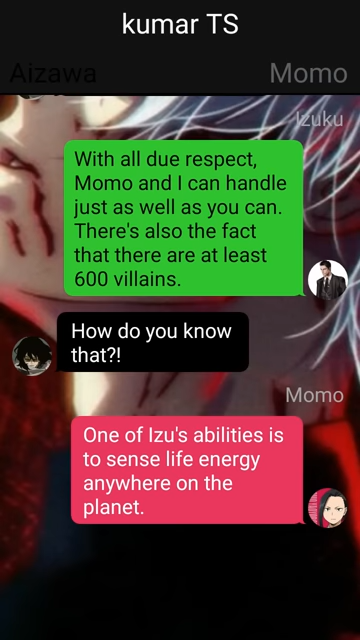 kumar TS
Aizawa
Momo
Izuku
With all due respect,
Momo and I can handle
just as well as you can.
There's also the fact
that there are at least
600 villains.
How do you know
that?!
Momo
One of Izu's abilities is
to sense life energy
anywhere on the
planet.